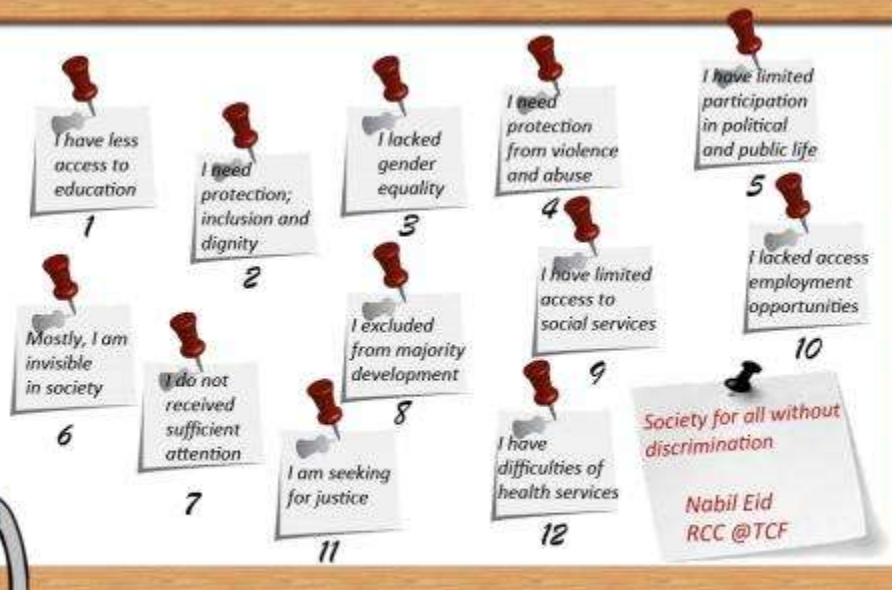 I have less
access to
education
1
I need
protection;
inclusion and
dignity
2
I lacked
gender
equality
3
I need
protection
from violence
and abuse
4
I have limited
participation
in political
and public life
5
Mostly, I am
invisible
in society
6
I do not
received
sufficient
attention
7
I excluded
from majority
development
8
I have limited
access to
social services
9
I lacked access
employment
opportunities
10
I am seeking
for justice
11
I have
difficulties of
health services
12
Society for all without
discrimination
Nabil Eid
RCC @TCF